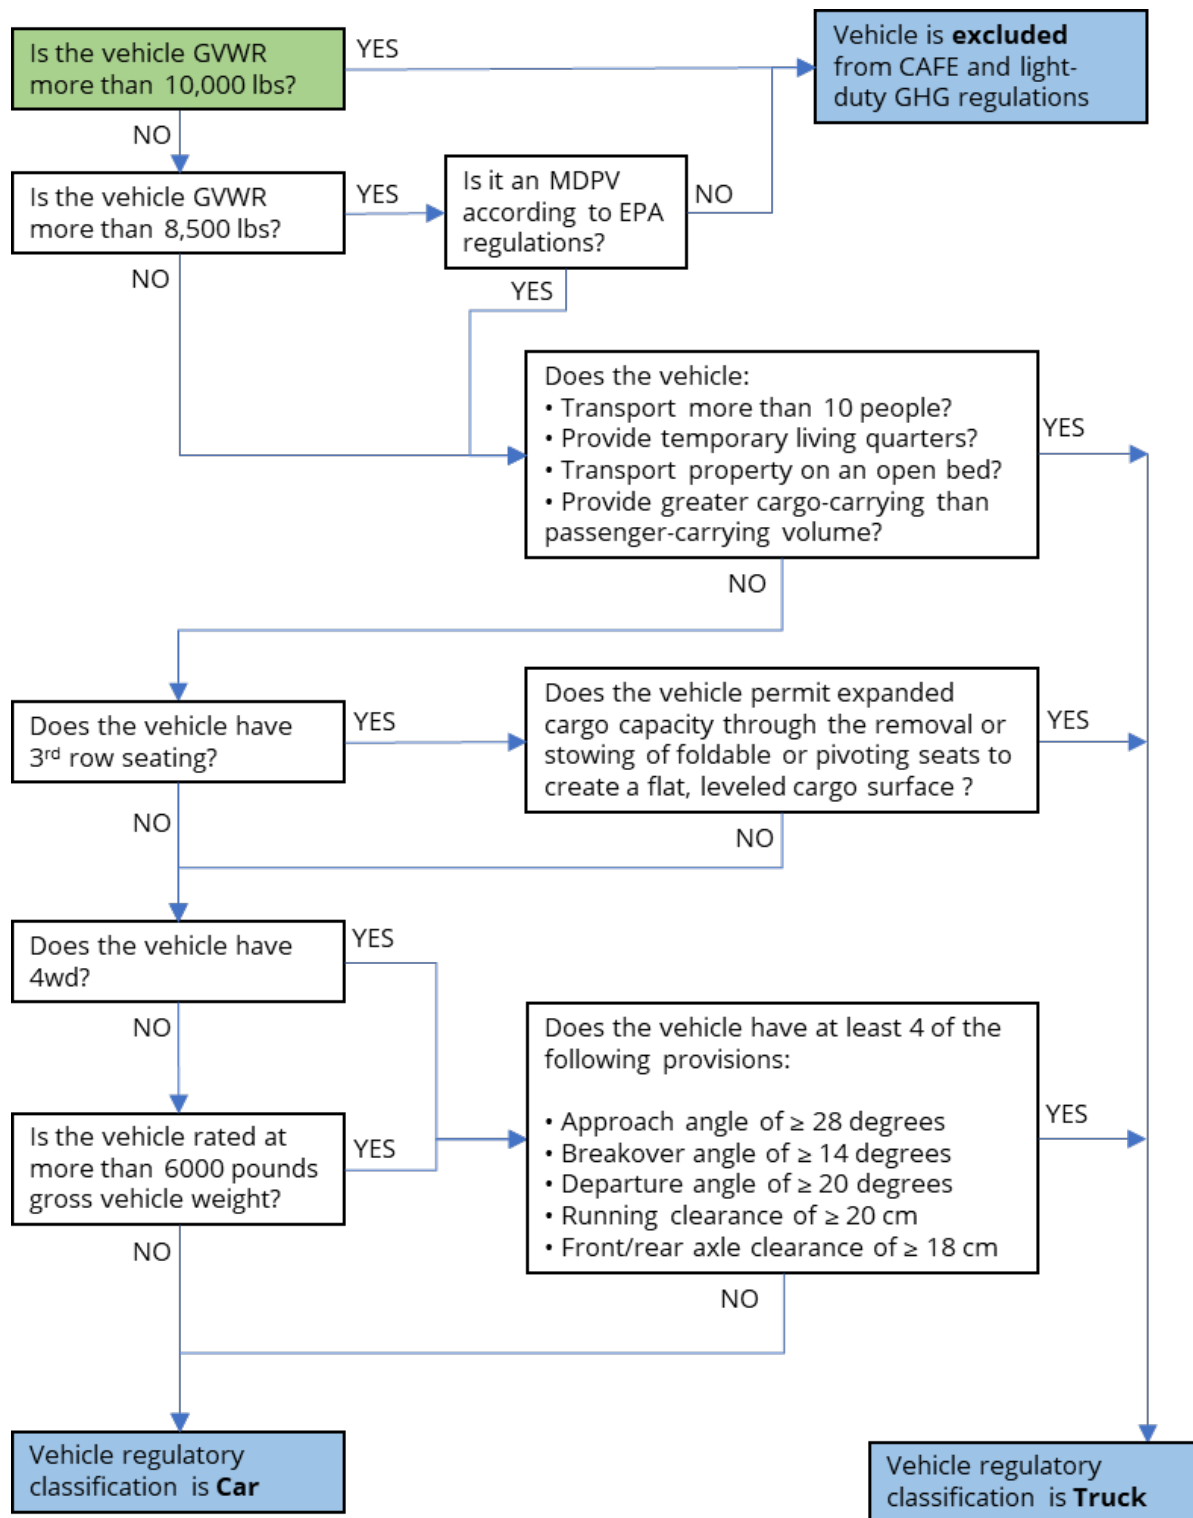 Is the vehicle GVWR
more than 10,000 lbs?
YES
Vehicle is excluded
from CAFE and light-
duty GHG regulations
NO
Is the vehicle GVWR
more than 8,500 lbs?
YES
Is it an MDPV
according to EPA
regulations?
NO
NO
YES
Does the vehicle:
• Transport more than 10 people?
• Provide temporary living quarters?
• Transport property on an open bed?
• Provide greater cargo-carrying than
passenger-carrying volume?
YES
NO
Does the vehicle have
3rd row seating?
YES
Does the vehicle permit expanded
cargo capacity through the removal or
stowing of foldable or pivoting seats to
create a flat, leveled cargo surface ?
YES
NO
NO
Does the vehicle have
4wd?
YES
NO
Does the vehicle have at least 4 of the
following provisions:
• Approach angle of ≥ 28 degrees
• Breakover angle of ≥ 14 degrees
• Departure angle of ≥ 20 degrees
• Running clearance of ≥ 20 cm
• Front/rear axle clearance of ≥ 18 cm
YES
Is the vehicle rated at
more than 6000 pounds
gross vehicle weight?
YES
NO
NO
Vehicle regulatory
classification is Car
Vehicle regulatory
classification is Truck